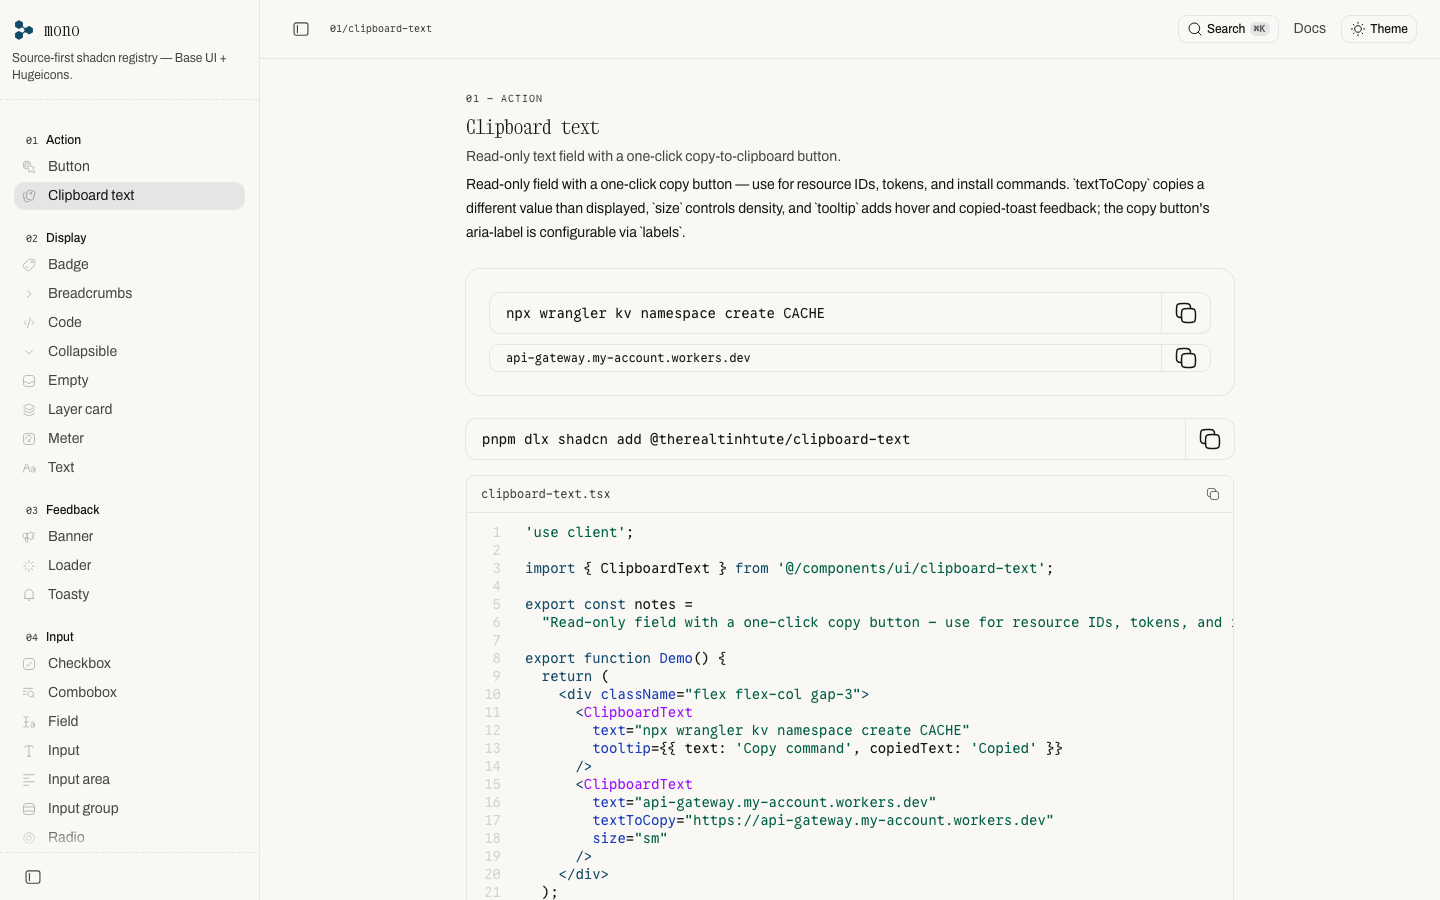 mono
Source-first shadcn registry — Base UI +
Hugeicons.
01 Action
Button
Clipboard text
02 Display
Badge
Breadcrumbs
Code
Collapsible
Empty
Layer card
Meter
Text
03 Feedback
Banner
Loader
Toasty
04 Input
Checkbox
Combobox
Field
Input
Input area
Input group
Radio
01/clipboard-text
Search ⌘K
Docs
Theme
01 — ACTION
Clipboard text
Read-only text field with a one-click copy-to-clipboard button.
Read-only field with a one-click copy button — use for resource IDs, tokens, and install commands. `textToCopy` copies a
different value than displayed, `size` controls density, and `tooltip` adds hover and copied-toast feedback; the copy button's
aria-label is configurable via `labels`.
npx wrangler kv namespace create CACHE
api-gateway.my-account.workers.dev
pnpm dlx shadcn add @therealtinhtute/clipboard-text
clipboard-text.tsx
1 'use client';
2
3 import { ClipboardText } from '@/components/ui/clipboard-text';
4
5 export const notes =
6 "Read-only field with a one-click copy button — use for resource IDs, tokens, and
7
8 export function Demo() {
9 return (
10 <div className="flex flex-col gap-3">
11 <ClipboardText
12 text="npx wrangler kv namespace create CACHE"
13 tooltip={{ text: 'Copy command', copiedText: 'Copied' }}
14 />
15 <ClipboardText
16 text="api-gateway.my-account.workers.dev"
17 textToCopy="https://api-gateway.my-account.workers.dev"
18 size="sm"
19 />
20 </div>
21 );